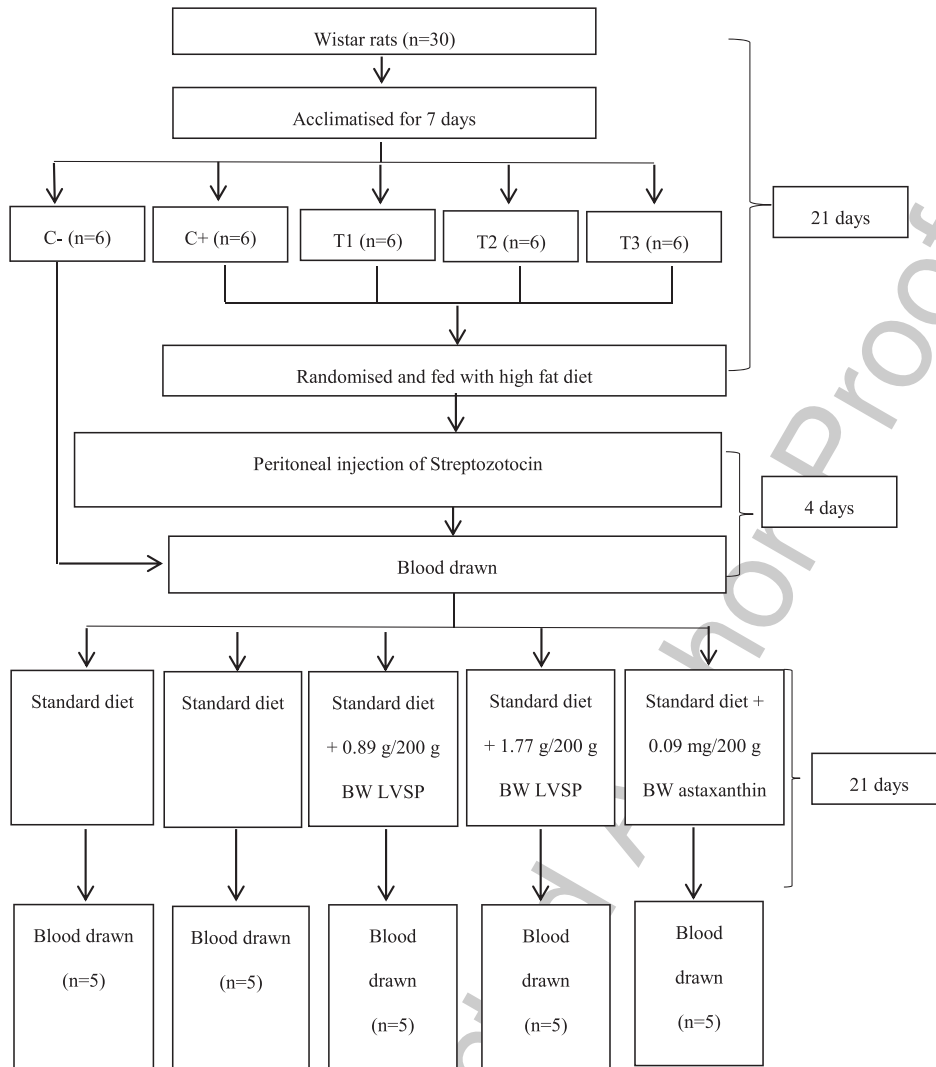 Wistar rats (n=30)
Acclimatised for 7 days
21 days
C- (n=6)
C+ (n=6)
T1 (n=6)
T2 (n=6)
T3 (n=6)
Randomised and fed with high fat diet
Peritoneal injection of Streptozotocin
4 days
Blood drawn
Standard diet
Standard diet
Standard diet
+ 0.89 g/200 g
BW LVSP
Standard diet
+ 1.77 g/200 g
BW LVSP
Standard diet +
0.09 mg/200 g
BW astaxanthin
21 days
Blood drawn
(n=5)
Blood drawn
(n=5)
Blood
drawn
(n=5)
Blood
drawn
(n=5)
Blood
drawn
(n=5)
Author Proof